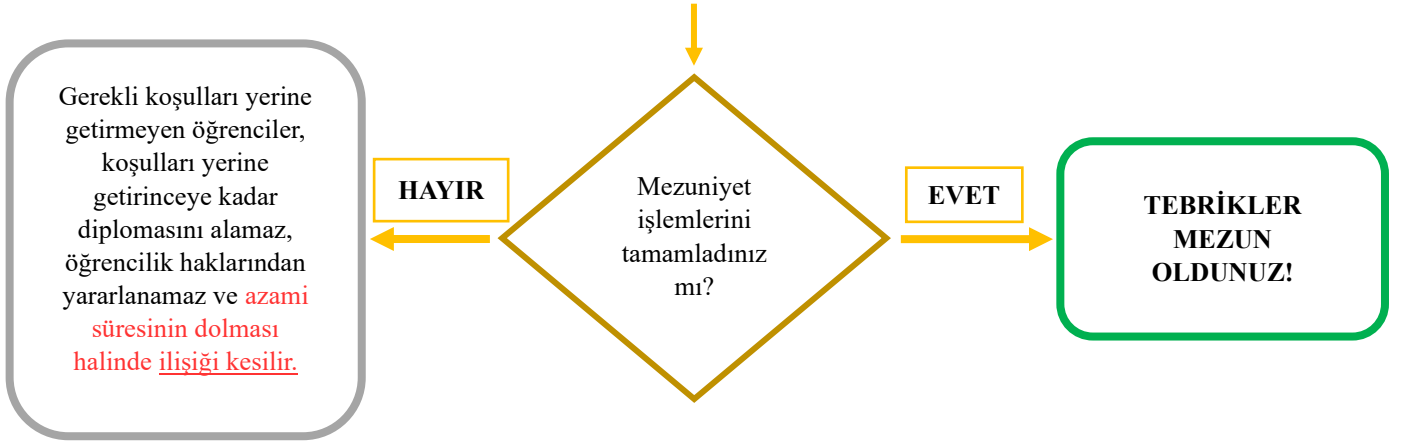 Gerekli koşulları yerine
getirmeyen öğrenciler,
koşulları yerine
getirinceye kadar
diplomasını alamaz,
öğrencilik haklarından
yararlanamaz ve azami
süresinin dolması
halinde ilişiği kesilir.
HAYIR
Mezuniyet
işlemlerini
tamamladınız
mı?
EVET
TEBRİKLER
MEZUN
OLDUNUZ!